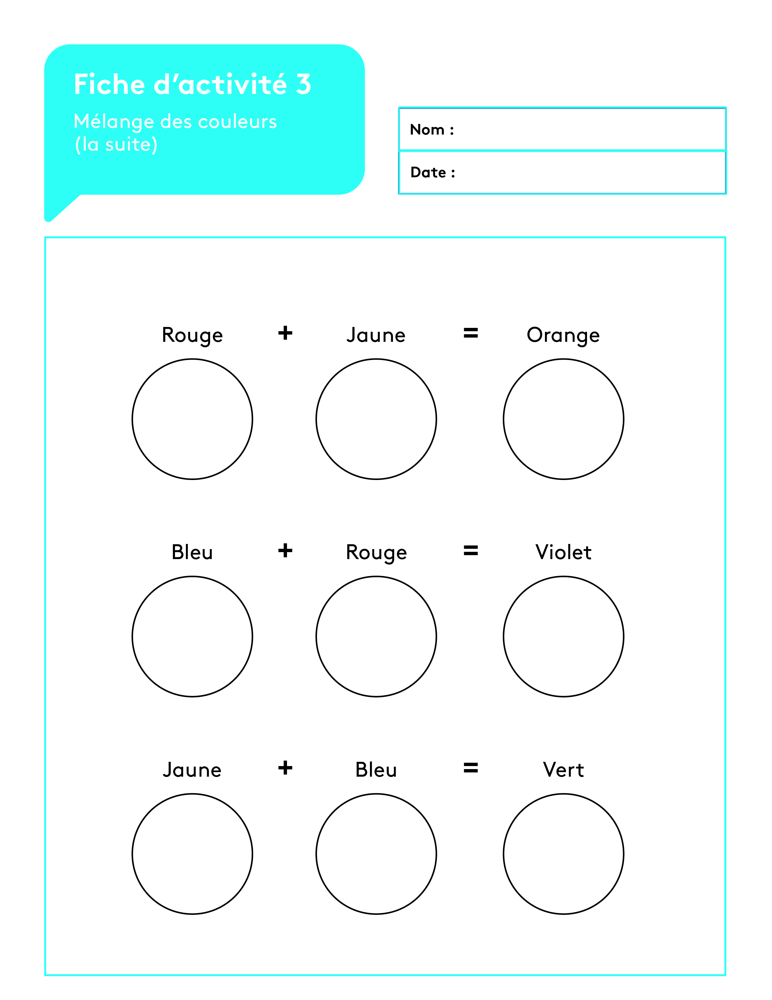 Fiche d’activité 3
Mélange des couleurs
(la suite)
Nom :
Date :
Rouge + Jaune = Orange
Bleu + Rouge = Violet
Jaune + Bleu = Vert